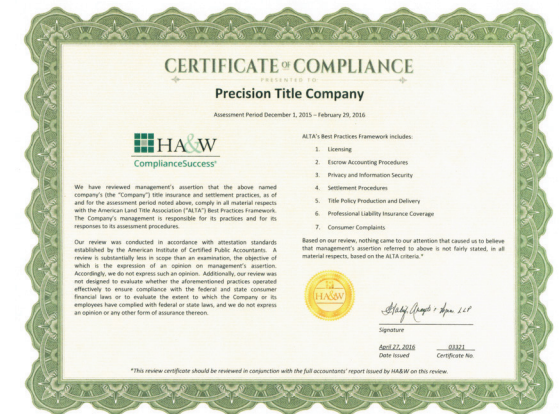 CERTIFICATE OF COMPLIANCE
PRESENTED TO
Precision Title Company
Assessment Period December 1, 2015 – February 29, 2016
HA&W
ComplianceSuccess®
We have reviewed management's assertion that the above named
company's (the "Company") title insurance and settlement practices, as of
and for the assessment period noted above, comply in all material respects
with the American Land Title Association ("ALTA") Best Practices Framework.
The Company's management is responsible for its practices and for its
responses to its assessment procedures.
Our review was conducted in accordance with attestation standards
established by the American Institute of Certified Public Accountants. A
review is substantially less in scope than an examination, the objective of
which is the expression of an opinion on management's assertion.
Accordingly, we do not express such an opinion. Additionally, our review was
not designed to evaluate whether the aforementioned practices operated
effectively to ensure compliance with the federal and state consumer
financial laws or to evaluate the extent to which the Company or its
employees have complied with federal or state laws, and we do not express
an opinion or any other form of assurance thereon.
ALTA's Best Practices Framework includes:
1. Licensing
2. Escrow Accounting Procedures
3. Privacy and Information Security
4. Settlement Procedures
5. Title Policy Production and Delivery
6. Professional Liability Insurance Coverage
7. Consumer Complaints
Based on our review, nothing came to our attention that caused us to believe
that management's assertion referred to above is not fairly stated, in all
material respects, based on the ALTA criteria.*
HA&W
Signature
April 27, 2016 03321
Date Issued Certificate No.
*This review certificate should be reviewed in conjunction with the full accountants' report issued by HA&W on this review.